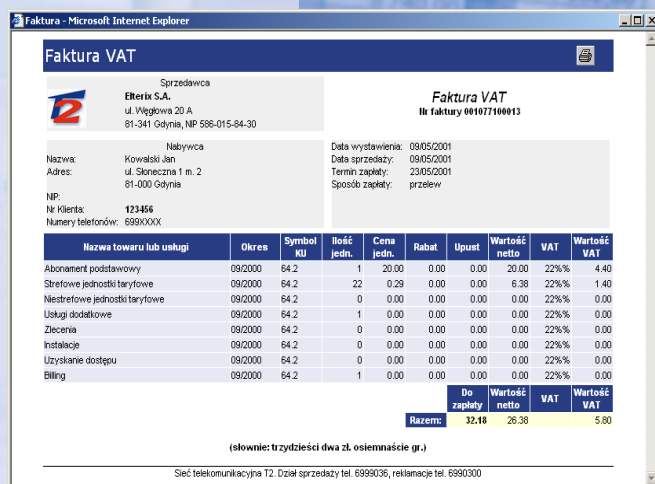 Faktura - Microsoft Internet Explorer
Faktura VAT
Sprzedawca
T2
Elterix S.A.
ul. Węglowa 20 A
81-341 Gdynia, NIP 586-015-84-30
Faktura VAT
Nr faktury 001077100013
Nabywca
Nazwa: Kowalski Jan
Adres: ul. Słoneczna 1 m. 2
81-000 Gdynia
NIP:
Nr Klienta: 123456
Numery telefonów: 699XXXX
Data wystawienia: 09/05/2001
Data sprzedaży: 09/05/2001
Termin zapłaty: 23/05/2001
Sposób zapłaty: przelew
Nazwa towaru lub usługi Okres Symbol KU Ilość jedn. Cena jedn. Rabat Upust Wartość netto VAT Wartość VAT
Abonament podstawowy 09/2000 64.2 1 20.00 0.00 0.00 20.00 22%% 4.40
Strefowe jednostki taryfowe 09/2000 64.2 22 0.29 0.00 0.00 6.38 22%% 1.40
Niestrefowe jednostki taryfowe 09/2000 64.2 0 0.00 0.00 0.00 0.00 22%% 0.00
Usługi dodatkowe 09/2000 64.2 1 0.00 0.00 0.00 0.00 22%% 0.00
Zlecenia 09/2000 64.2 0 0.00 0.00 0.00 0.00 22%% 0.00
Instalacje 09/2000 64.2 0 0.00 0.00 0.00 0.00 22%% 0.00
Uzyskanie dostępu 09/2000 64.2 0 0.00 0.00 0.00 0.00 22%% 0.00
Billing 09/2000 64.2 1 0.00 0.00 0.00 0.00 22%% 0.00
Do zapłaty Wartość netto VAT Wartość VAT
Razem: 32.18 26.38 5.80
(słownie: trzydzieści dwa zł. osiemnaście gr.)
Sieć telekomunikacyjna T2. Dział sprzedaży tel. 6999036, reklamacje tel. 6990300